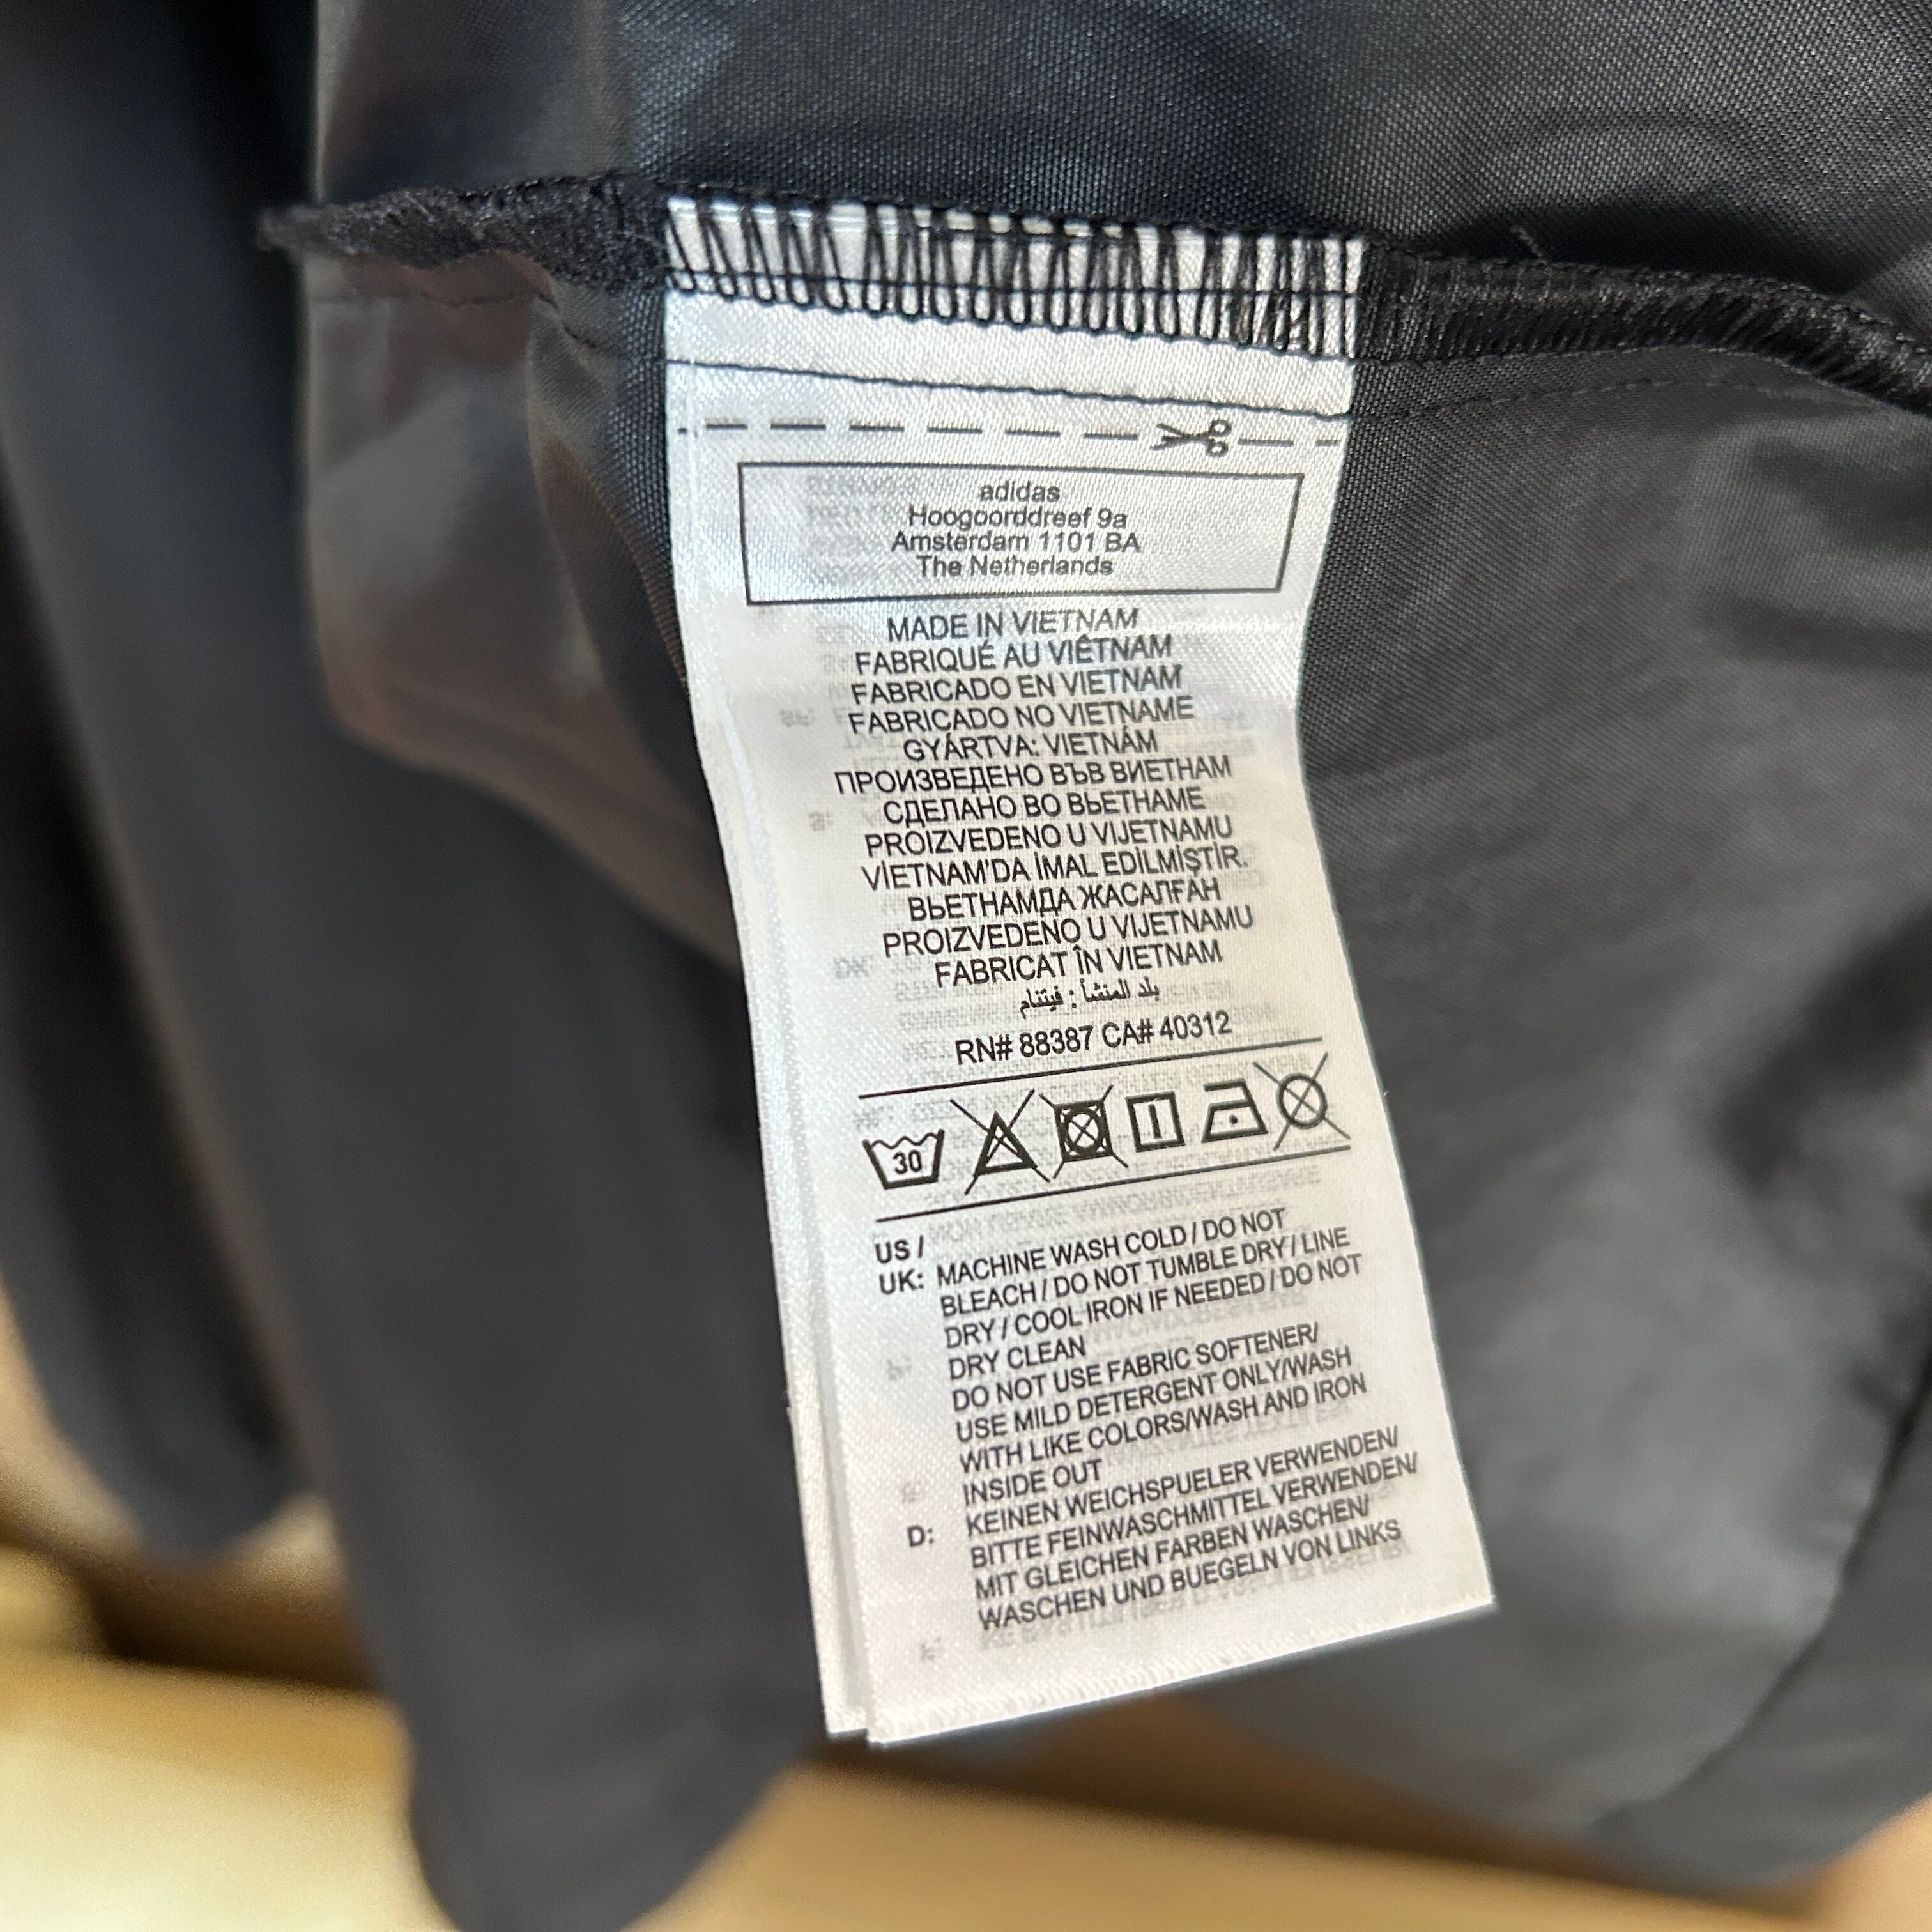 adidas
Hoogoorddreef 9a
Amsterdam 1101 BA
The Netherlands
MADE IN VIETNAM
FABRIQUÉ AU VIÊTNAM
FABRICADO EN VIETNAM
FABRICADO NO VIETNAME
GYÁRTVA: VIETNÁM
ПРОИЗВЕДЕНО ВЪВ ВИЕТНАМ
СДЕЛАНО ВО ВЬЕТНАМЕ
PROIZVEDENO U VIJETNAMU
VİETNAM'DA İMAL EDİLMİŞTİR.
ВЬЕТНАМДА ЖАСАЛҒАН
PROIZVEDENO U VIJETNAMU
FABRICAT ÎN VIETNAM
بلد المنشأ : فيتنام
RN# 88387 CA# 40312
30
US /
UK: MACHINE WASH COLD / DO NOT
BLEACH / DO NOT TUMBLE DRY / LINE
DRY / COOL IRON IF NEEDED / DO NOT
DRY CLEAN
DO NOT USE FABRIC SOFTENER/
USE MILD DETERGENT ONLY/WASH
WITH LIKE COLORS/WASH AND IRON
INSIDE OUT
D: KEINEN WEICHSPUELER VERWENDEN/
BITTE FEINWASCHMITTEL VERWENDEN/
MIT GLEICHEN FARBEN WASCHEN/
WASCHEN UND BUEGELN VON LINKS